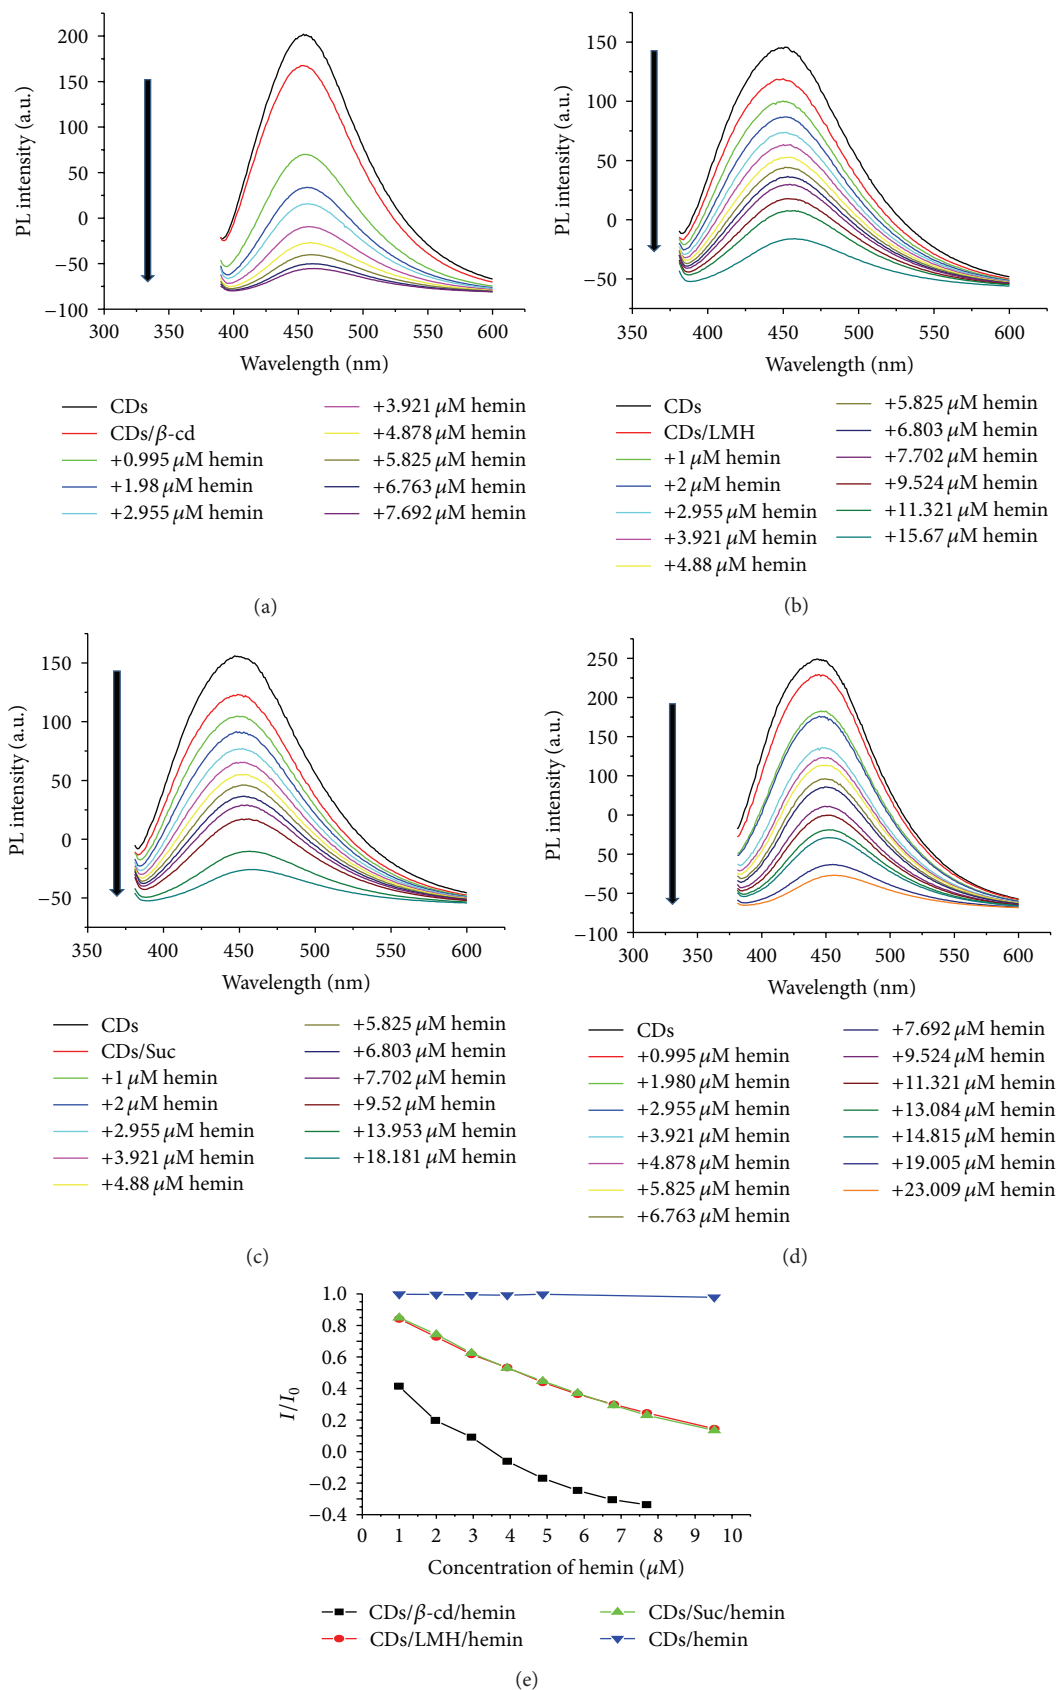 200
150
100
50
0
−50
−100
PL intensity (a.u.)
300 350 400 450 500 550 600
Wavelength (nm)
CDs
CDs/β-cd
+0.995 μM hemin
+1.98 μM hemin
+2.955 μM hemin
+3.921 μM hemin
+4.878 μM hemin
+5.825 μM hemin
+6.763 μM hemin
+7.692 μM hemin
(a)
150
100
50
0
−50
PL intensity (a.u.)
350 400 450 500 550 600
Wavelength (nm)
CDs
CDs/LMH
+1 μM hemin
+2 μM hemin
+2.955 μM hemin
+3.921 μM hemin
+4.88 μM hemin
+5.825 μM hemin
+6.803 μM hemin
+7.702 μM hemin
+9.524 μM hemin
+11.321 μM hemin
+15.67 μM hemin
(b)
150
100
50
0
−50
PL intensity (a.u.)
350 400 450 500 550 600
Wavelength (nm)
CDs
CDs/Suc
+1 μM hemin
+2 μM hemin
+2.955 μM hemin
+3.921 μM hemin
+4.88 μM hemin
+5.825 μM hemin
+6.803 μM hemin
+7.702 μM hemin
+9.52 μM hemin
+13.953 μM hemin
+18.181 μM hemin
(c)
250
200
150
100
0
50
−50
−100
PL intensity (a.u.)
300 350 400 450 500 550 600
Wavelength (nm)
CDs
+0.995 μM hemin
+1.980 μM hemin
+2.955 μM hemin
+3.921 μM hemin
+4.878 μM hemin
+5.825 μM hemin
+6.763 μM hemin
+7.692 μM hemin
+9.524 μM hemin
+11.321 μM hemin
+13.084 μM hemin
+14.815 μM hemin
+19.005 μM hemin
+23.009 μM hemin
(d)
1.0
0.8
0.6
0.4
0.2
0.0
−0.2
−0.4
I/I0
0 1 2 3 4 5 6 7 8 9 10
Concentration of hemin (μM)
CDs/β-cd/hemin
CDs/LMH/hemin
CDs/Suc/hemin
CDs/hemin
(e)